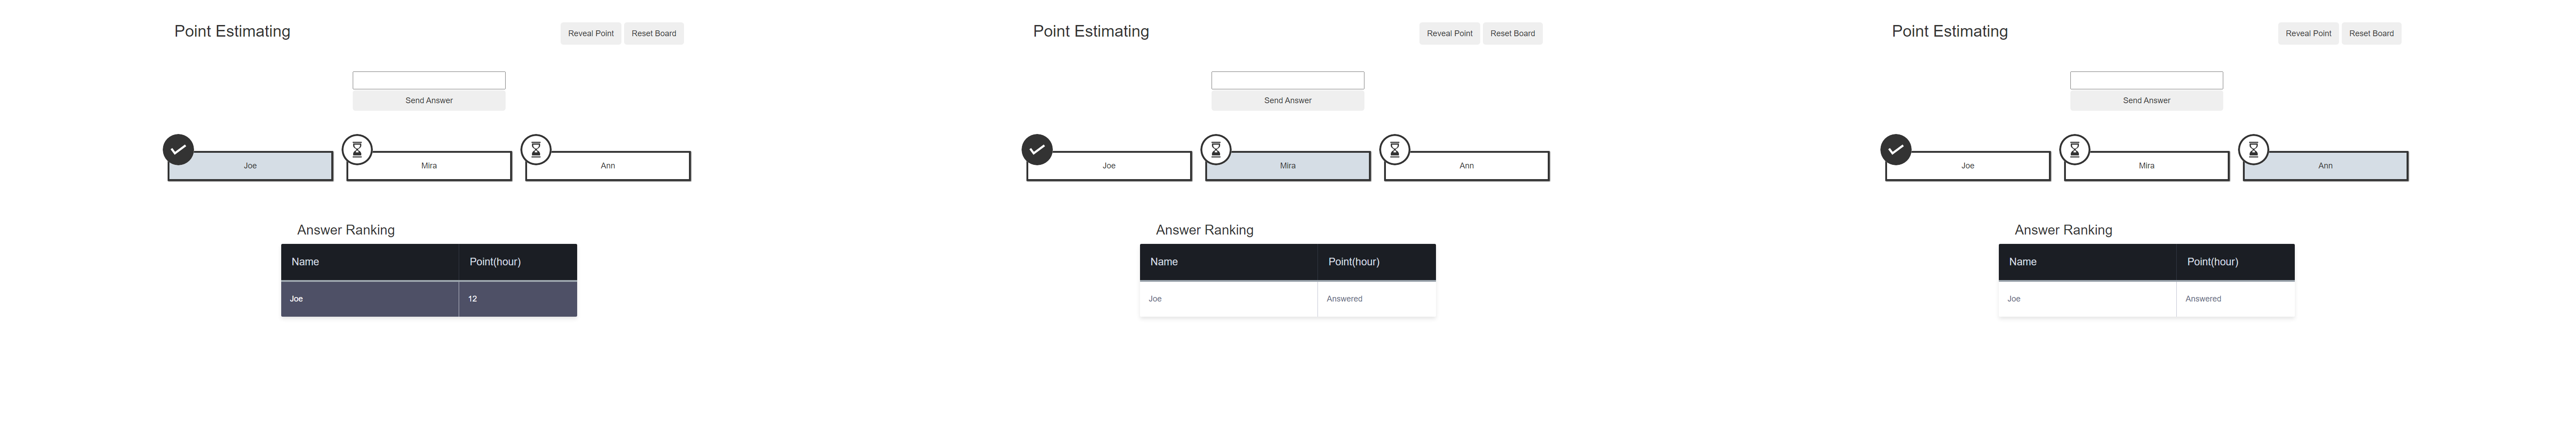 Point Estimating
Reveal Point Reset Board
Send Answer
Joe Mira Ann
Answer Ranking
Name Point(hour)
Joe 12
Point Estimating
Reveal Point Reset Board
Send Answer
Joe Mira Ann
Answer Ranking
Name Point(hour)
Joe Answered
Point Estimating
Reveal Point Reset Board
Send Answer
Joe Mira Ann
Answer Ranking
Name Point(hour)
Joe Answered